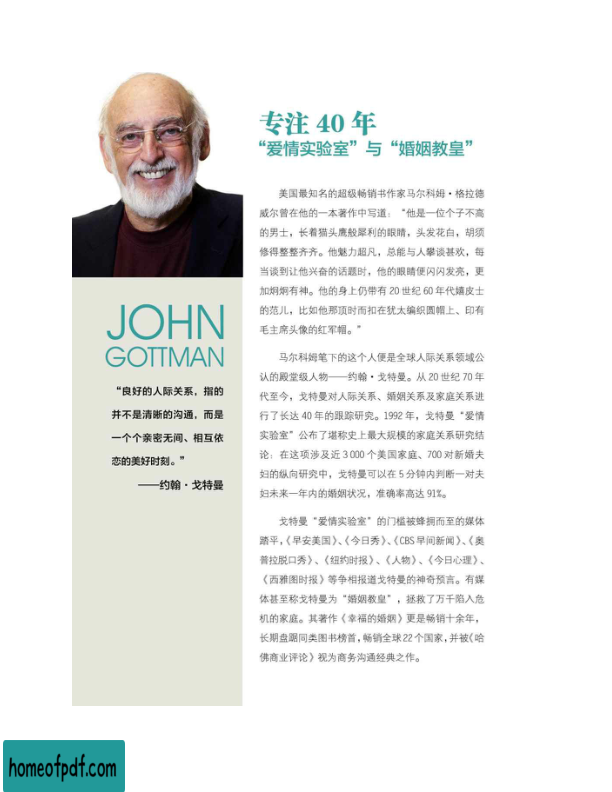 专注 40 年
“爱情实验室”与“婚姻教皇”
美国最知名的超级畅销书作家马尔科姆·格拉德
威尔曾在他的一本著作中写道：“他是一位个子不高
的男士，长着猫头鹰般犀利的眼睛，头发花白，胡须
修得整整齐齐。他魅力超凡，总能与人攀谈甚欢，每
当谈到让他兴奋的话题时，他的眼睛便闪闪发亮，更
加炯炯有神。他的身上仍带有 20 世纪 60 年代嬉皮士
的范儿，比如他那顶时而扣在犹太编织圆帽上、印有
毛主席头像的红军帽。”
马尔科姆笔下的这个人便是全球人际关系领域公
认的殿堂级人物——约翰·戈特曼。从 20 世纪 70 年
代至今，戈特曼对人际关系、婚姻关系及家庭关系进
行了长达 40 年的跟踪研究。1992 年，戈特曼“爱情
实验室”公布了堪称史上最大规模的家庭关系研究结
论：在这项涉及近 3 000 个美国家庭、700 对新婚夫
妇的纵向研究中，戈特曼可以在 5 分钟内判断一对夫
妇未来一年内的婚姻状况，准确率高达 91%。
戈特曼“爱情实验室”的门槛被蜂拥而至的媒体
踏平，《早安美国》、《今日秀》、《CBS 早间新闻》、《奥
普拉脱口秀》、《纽约时报》、《人物》、《今日心理》、
《西雅图时报》等争相报道戈特曼的神奇预言。有媒
体甚至称戈特曼为“婚姻教皇”，拯救了万千陷入危
机的家庭。其著作《幸福的婚姻》更是畅销十余年，
长期盘踞同类图书榜首，畅销全球 22 个国家，并被《哈
佛商业评论》视为商务沟通经典之作。
JOHN
GOTTMAN
“良好的人际关系，指的
并不是清晰的沟通，而是
一个个亲密无间、相互依
恋的美好时刻。”
——约翰·戈特曼
homeofpdf.com